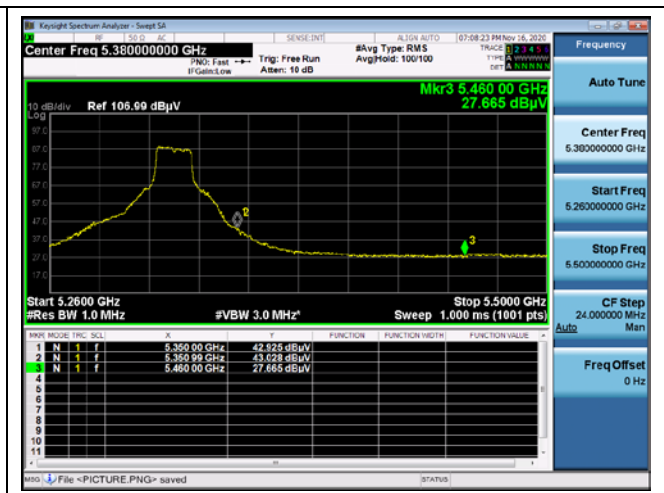 Keysight Spectrum Analyzer - Swept SA
RF 50 Ω AC SENSE:INT ALIGN AUTO 07:08:23 PM Nov 16, 2020
Center Freq 5.380000000 GHz
PNO: Fast Trig: Free Run
IFGain:Low Atten: 10 dB
#Avg Type: RMS
Avg|Hold: 100/100
TRACE 1 2 3 4 5
TYPE A WWWWW
DET A N N N N N
Frequency
Mkr3 5.460 00 GHz
27.665 dBµV
10 dB/div Ref 106.99 dBµV
Log
97.0
87.0
77.0
67.0
57.0
47.0
37.0
27.0
17.0
2
3
Start 5.2600 GHz Stop 5.5000 GHz
#Res BW 1.0 MHz #VBW 3.0 MHz* Sweep 1.000 ms (1001 pts)
MKR MODE TRC SCL X Y FUNCTION FUNCTION WIDTH FUNCTION VALUE
1 N 1 f 5.350 00 GHz 42.925 dBµV
2 N 1 f 5.350 99 GHz 43.028 dBµV
3 N 1 f 5.460 00 GHz 27.665 dBµV
4
5
6
7
8
9
10
11
Auto Tune
Center Freq
5.380000000 GHz
Start Freq
5.260000000 GHz
Stop Freq
5.500000000 GHz
CF Step
24.000000 MHz
Auto Man
Freq Offset
0 Hz
MSG File <PICTURE.PNG> saved STATUS